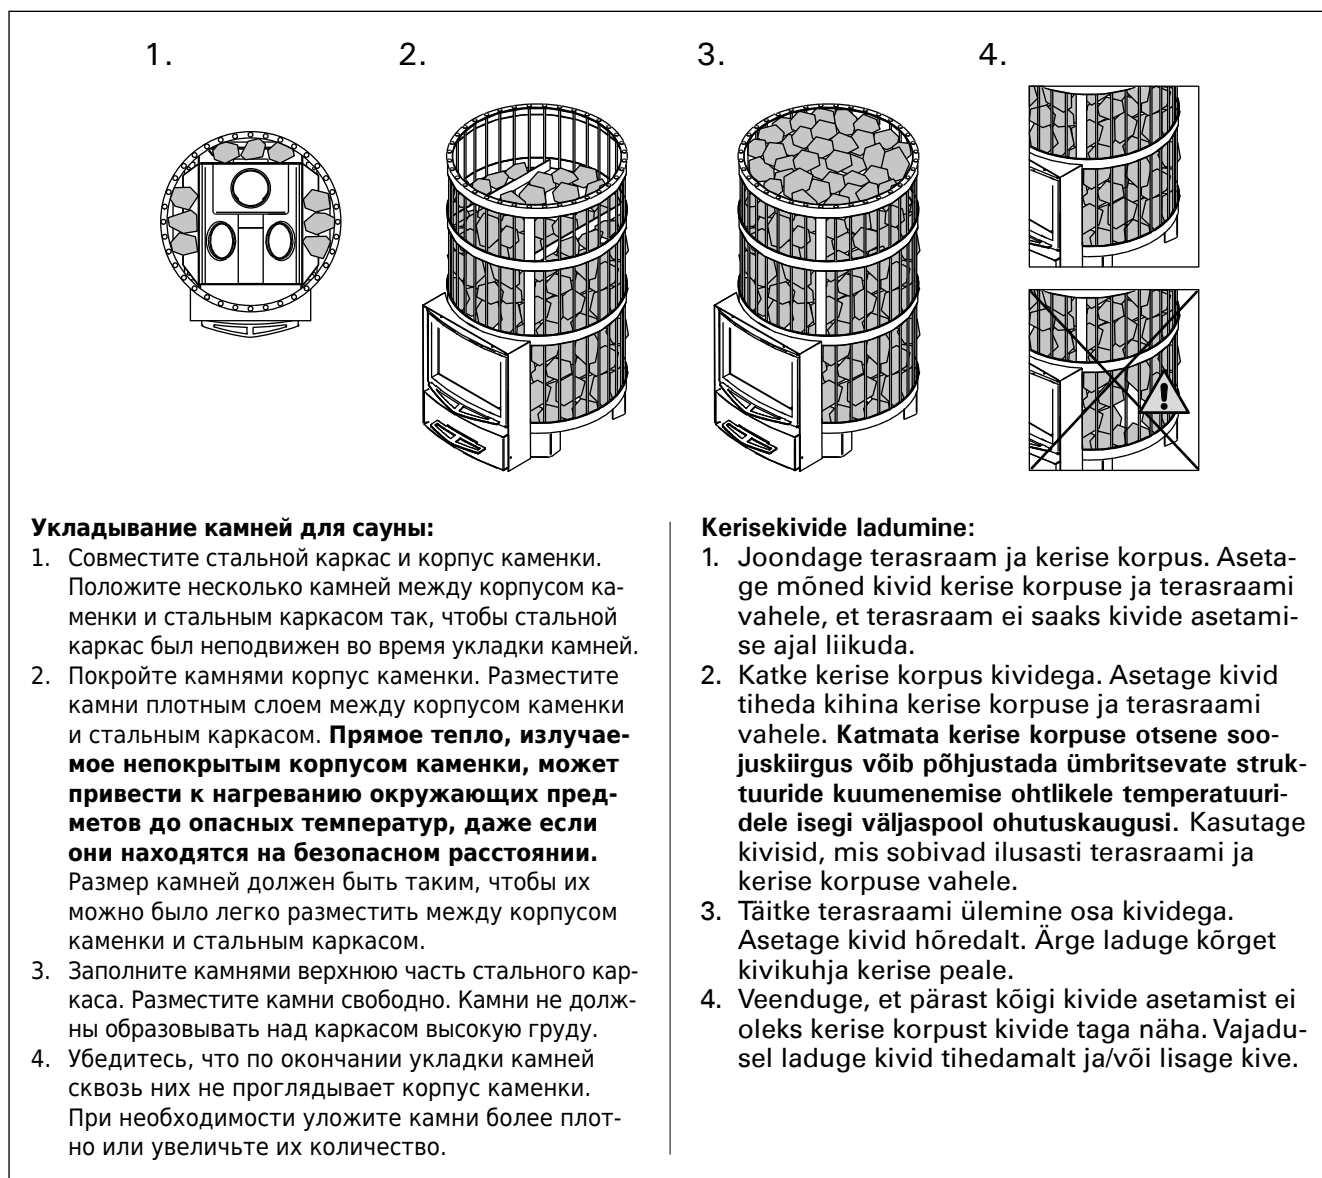 1.
2.
3.
4.
Укладывание камней для сауны:
1. Совместите стальной каркас и корпус каменки.
Положите несколько камней между корпусом ка-
менки и стальным каркасом так, чтобы стальной
каркас был неподвижен во время укладки камней.
2. Покройте камнями корпус каменки. Разместите
камни плотным слоем между корпусом каменки
и стальным каркасом. Прямое тепло, излучае-
мое непокрытым корпусом каменки, может
привести к нагреванию окружающих пред-
метов до опасных температур, даже если
они находятся на безопасном расстоянии.
Размер камней должен быть таким, чтобы их
можно было легко разместить между корпусом
каменки и стальным каркасом.
3. Заполните камнями верхнюю часть стального кар-
каса. Разместите камни свободно. Камни не долж-
ны образовывать над каркасом высокую груду.
4. Убедитесь, что по окончании укладки камней
сквозь них не проглядывает корпус каменки.
При необходимости уложите камни более плот-
но или увеличьте их количество.
Kerisekivide ladumine:
1. Joondage terasraam ja kerise korpus. Aseta-
ge mõned kivid kerise korpuse ja terasraami
vahele, et terasraam ei saaks kivide asetami-
se ajal liikuda.
2. Katke kerise korpus kividega. Asetage kivid
tiheda kihina kerise korpuse ja terasraami
vahele. Katmata kerise korpuse otsene soo-
juskiirgus võib põhjustada ümbritsevate struk-
tuuride kuumenemise ohtlikele temperatuuri-
dele isegi väljaspool ohutuskaugusi. Kasutage
kivisid, mis sobivad ilusasti terasraami ja
kerise korpuse vahele.
3. Täitke terasraami ülemine osa kividega.
Asetage kivid hõredalt. Ärge laduge kõrget
kivikuhja kerise peale.
4. Veenduge, et pärast kõigi kivide asetamist ei
oleks kerise korpust kivide taga näha. Vajadu-
sel laduge kivid tihedamalt ja/või lisage kive.